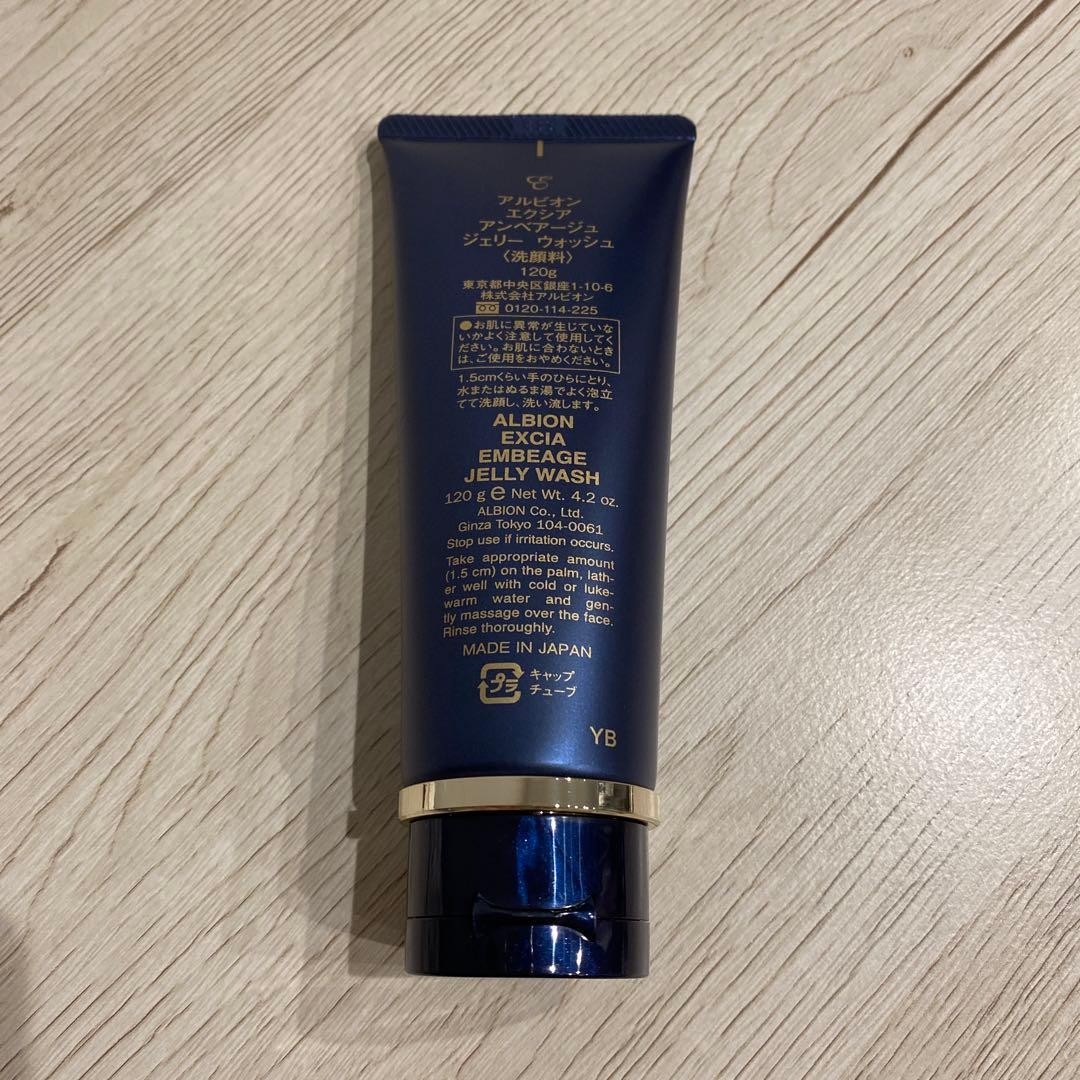 E
アルビオン
エクシア
アンベアージュ
ジェリー ウォッシュ
〈洗顔料〉
120g
東京都中央区銀座1-10-6
株式会社アルビオン
0120-114-225
●お肌に異常が生じていな
いかよく注意して使用してく
ださい。お肌に合わないとき
は、ご使用をおやめください。
1.5cmくらい手のひらにとり、
水またはぬるま湯でよく泡立
てて洗顔し、洗い流します。
ALBION
EXCIA
EMBEAGE
JELLY WASH
120 g e Net Wt. 4.2 oz.
ALBION Co., Ltd.
Ginza Tokyo 104-0061
Stop use if irritation occurs.
Take appropriate amount
(1.5 cm) on the palm, lath-
er well with cold or luke-
warm water and gen-
tly massage over the face.
Rinse thoroughly.
MADE IN JAPAN
プラ キャップ
チューブ
YB